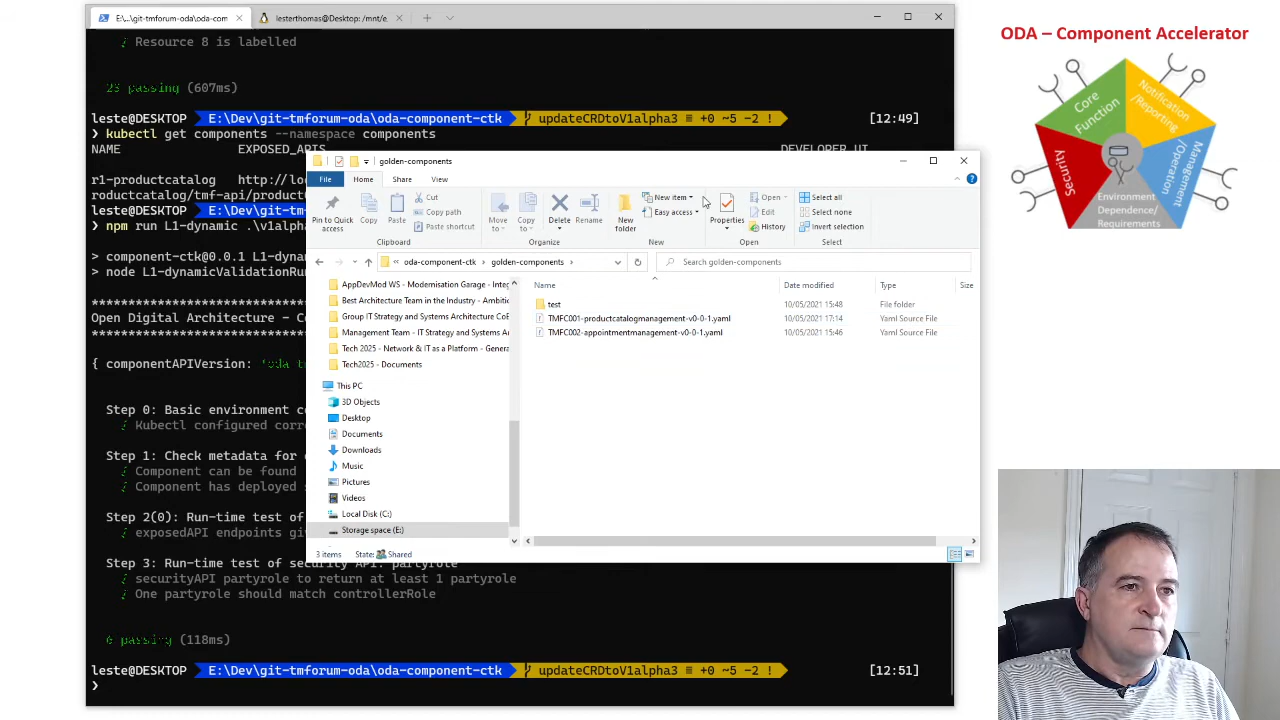 E:\...\git-tmforum-oda\oda-com
lesterthomas@Desktop: /mnt/e,
Resource 8 is labelled
23 passing (607ms)
leste@DESKTOP E:\Dev\git-tmforum-oda\oda-component-ctk updateCRDtoV1alpha3 ≡ +0 ~5 -2 ! [12:49]
❯ kubectl get components --namespace components
NAME EXPOSED_APIS DEVELOPER_UI
r1-productcatalog http://lo
roductcatalog/tmf-api/product
leste@DESKTOP E:\Dev\git-t
❯ npm run L1-dynamic .\v1alpha
> component-ctk@0.0.1 L1-dynam
> node L1-dynamicValidationRun
******************************
Open Digital Architecture - Co
******************************
{ componentAPIVersion: 'oda.tm
Step 0: Basic environment co
Kubectl configured corre
Step 1: Check metadata for c
Component can be found
Component has deployed s
Step 2(0): Run-time test of
exposedAPI endpoints giv
Step 3: Run-time test of security API: partyrole
securityAPI partyrole to return at least 1 partyrole
One partyrole should match controllerRole
6 passing (118ms)
leste@DESKTOP E:\Dev\git-tmforum-oda\oda-component-ctk updateCRDtoV1alpha3 ≡ +0 ~5 -2 ! [12:51]
❯
golden-components
File Home Share View
Pin to Quick access
Copy
Paste
Cut
Copy path
Paste shortcut
Clipboard
Move to
Copy to
Delete
Rename
Organize
New folder
New item
Easy access
New
Properties
Open
Edit
History
Open
Select all
Select none
Invert selection
Select
« oda-component-ctk > golden-components >
Search golden-components
AppDevMod WS - Modernisation Garage - Integ
Best Architecture Team in the Industry - Ambiti
Group IT Strategy and Systems Architecture CoE
Management Team - IT Strategy and Systems Ar
Tech 2025 - Network & IT as a Platform - Genera
Tech2025 - Documents
This PC
3D Objects
Desktop
Documents
Downloads
Music
Pictures
Videos
Local Disk (C:)
Storage space (E:)
Name Date modified Type Size
test 10/05/2021 15:48 File folder
TMFC001-productcatalogmanagement-v0-0-1.yaml 10/05/2021 17:14 Yaml Source File
TMFC002-appointmentmanagement-v0-0-1.yaml 10/05/2021 15:46 Yaml Source File
3 items State: Shared
ODA – Component Accelerator
Core Function
Notification /Reporting
Management /Operation
Security
Environment Dependence/ Requirements